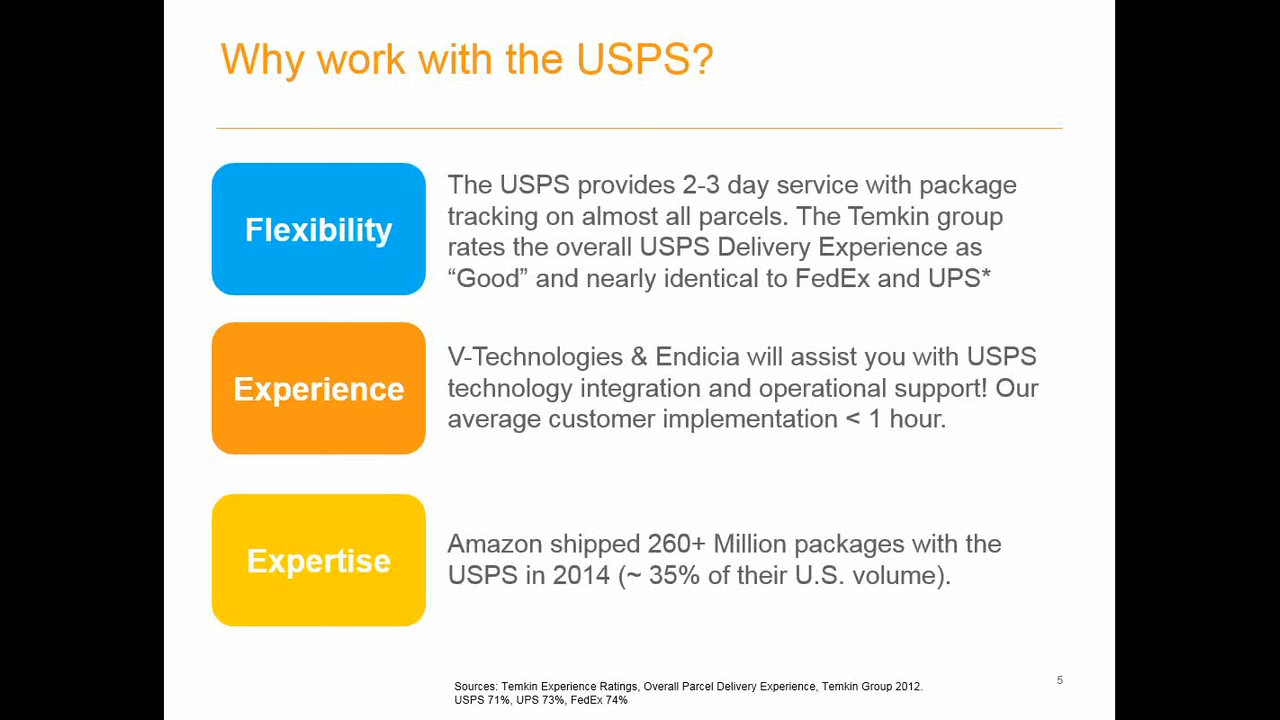 Why work with the USPS?
Flexibility
The USPS provides 2-3 day service with package
tracking on almost all parcels. The Temkin group
rates the overall USPS Delivery Experience as
“Good” and nearly identical to FedEx and UPS*
Experience
V-Technologies & Endicia will assist you with USPS
technology integration and operational support! Our
average customer implementation < 1 hour.
Expertise
Amazon shipped 260+ Million packages with the
USPS in 2014 (~ 35% of their U.S. volume).
Sources: Temkin Experience Ratings, Overall Parcel Delivery Experience, Temkin Group 2012.
USPS 71%, UPS 73%, FedEx 74%
5